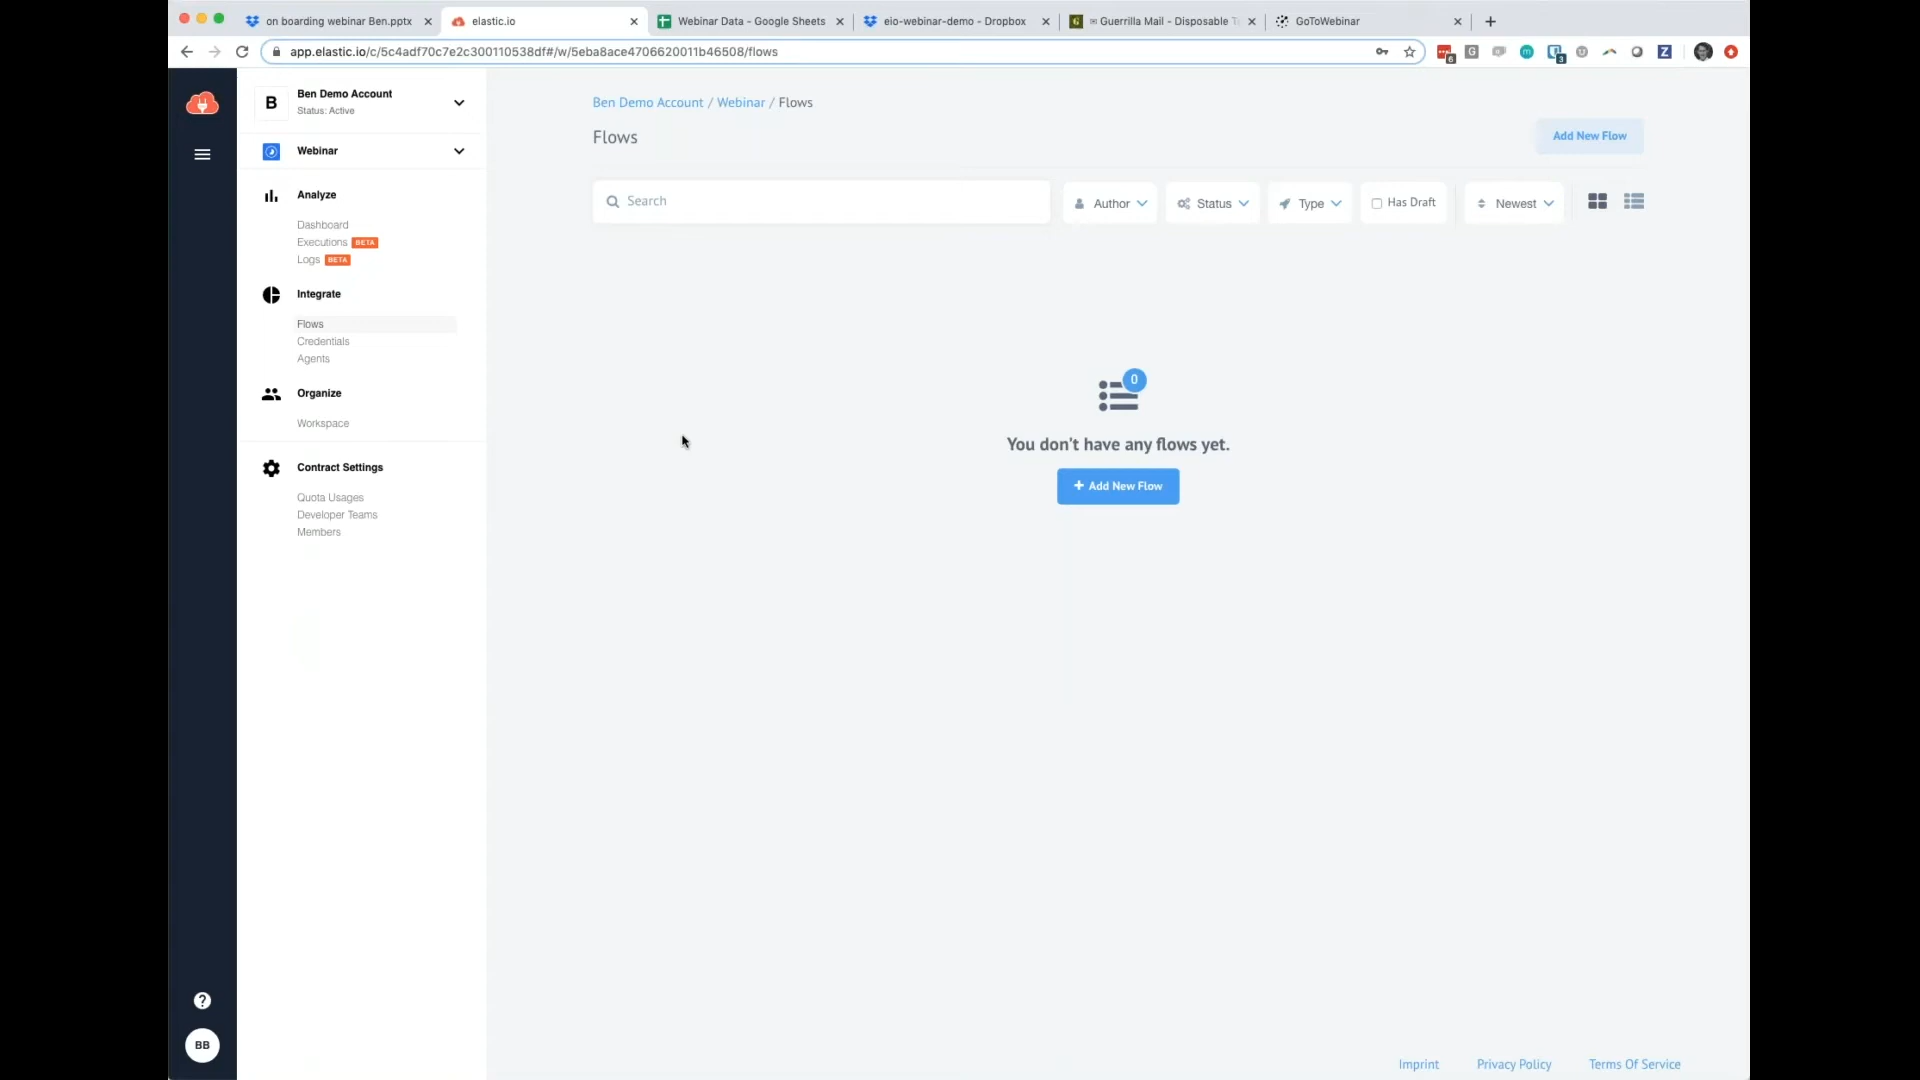 on boarding webinar Ben.pptx
elastic.io
Webinar Data - Google Sheets
eio-webinar-demo - Dropbox
Guerrilla Mail - Disposable
GoToWebinar
app.elastic.io/c/5c4adf70c7e2c300110538df#/w/5eba8ace4706620011b46508/flows
6
G
m
3
Z
B
Ben Demo Account
Status: Active
Webinar
Analyze
Dashboard
Executions BETA
Logs BETA
Integrate
Flows
Credentials
Agents
Organize
Workspace
Contract Settings
Quota Usages
Developer Teams
Members
?
BB
Ben Demo Account / Webinar / Flows
Flows
Add New Flow
Search
Author
Status
Type
Has Draft
Newest
0
You don't have any flows yet.
+ Add New Flow
Imprint
Privacy Policy
Terms Of Service